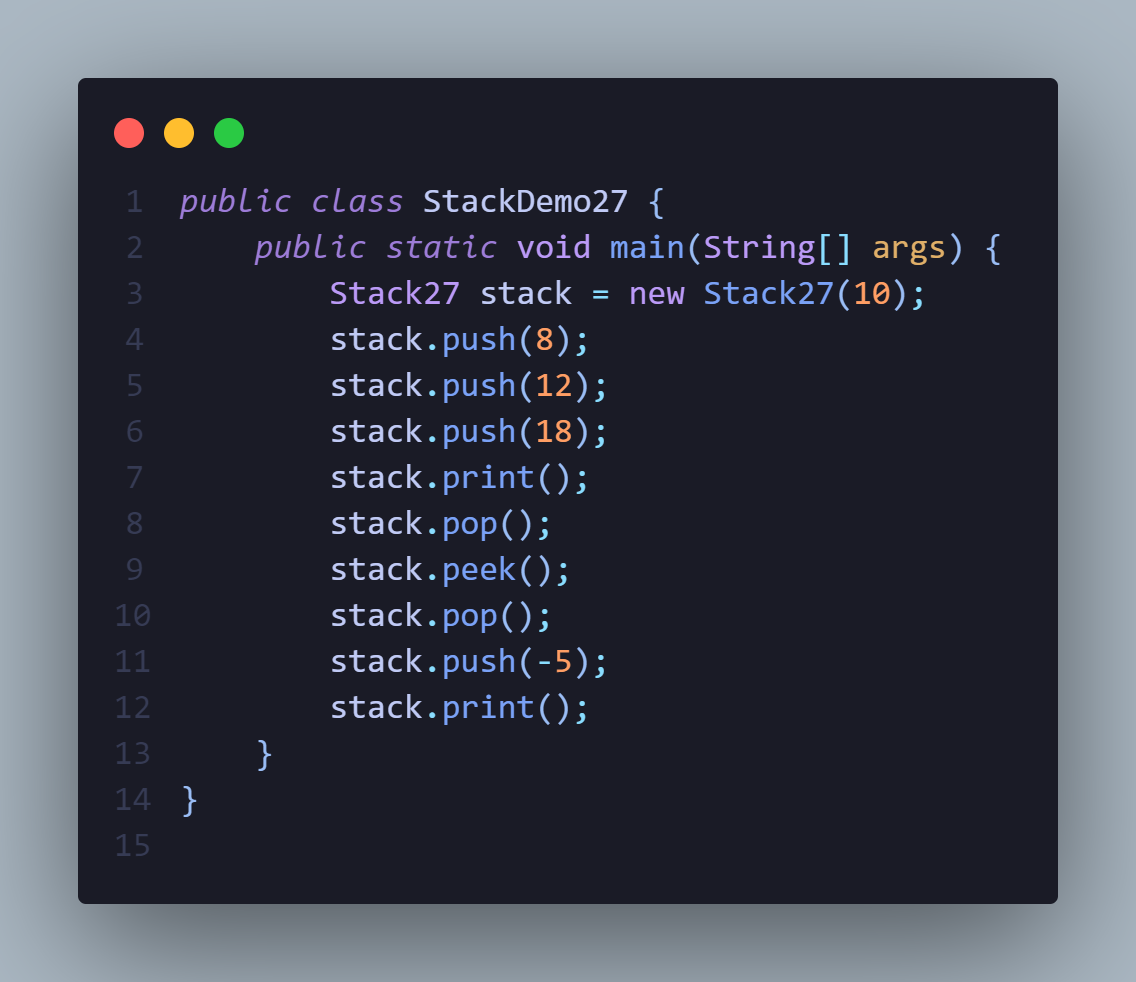 1 public class StackDemo27 {
2     public static void main(String[] args) {
3         Stack27 stack = new Stack27(10);
4         stack.push(8);
5         stack.push(12);
6         stack.push(18);
7         stack.print();
8         stack.pop();
9         stack.peek();
10         stack.pop();
11         stack.push(-5);
12         stack.print();
13     }
14 }
15